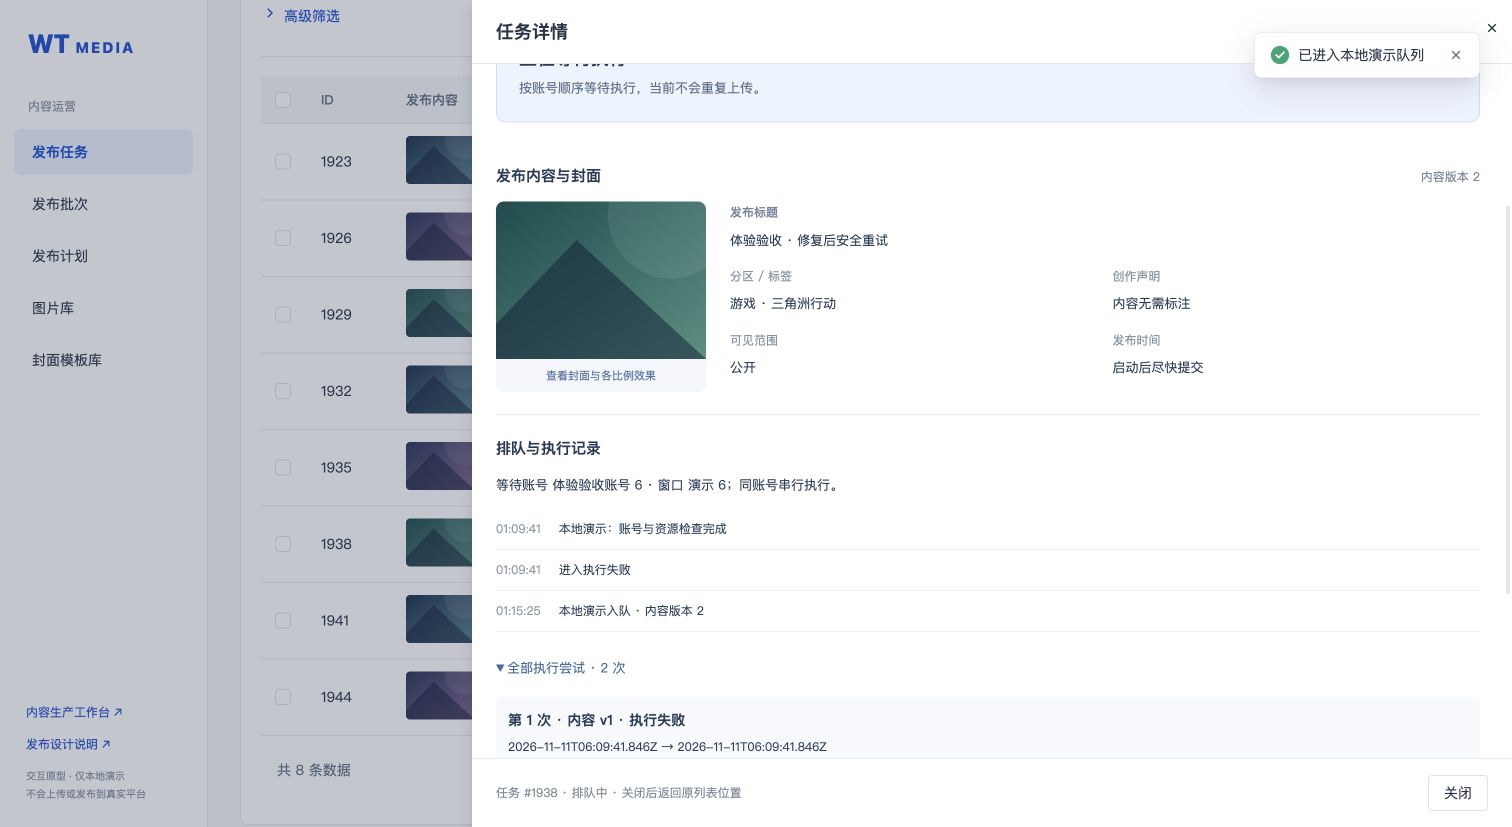 WT MEDIA
内容运营
发布任务
发布批次
发布计划
图片库
封面模板库
内容生产工作台 ↗
发布设计说明 ↗
交互原型 · 仅本地演示
不会上传或发布到真实平台
高级筛选
ID 发布内容
1923
1926
1929
1932
1935
1938
1941
1944
共 8 条数据
任务详情
已进入本地演示队列
按账号顺序等待执行，当前不会重复上传。
发布内容与封面
内容版本 2
查看封面与各比例效果
发布标题
体验验收 · 修复后安全重试
分区 / 标签
游戏 · 三角洲行动
创作声明
内容无需标注
可见范围
公开
发布时间
启动后尽快提交
排队与执行记录
等待账号 体验验收账号 6 · 窗口 演示 6；同账号串行执行。
01:09:41 本地演示：账号与资源检查完成
01:09:41 进入执行失败
01:15:25 本地演示入队 · 内容版本 2
▼全部执行尝试 · 2 次
第 1 次 · 内容 v1 · 执行失败
2026-11-11T06:09:41.846Z → 2026-11-11T06:09:41.846Z
任务 #1938 · 排队中 · 关闭后返回原列表位置
关闭